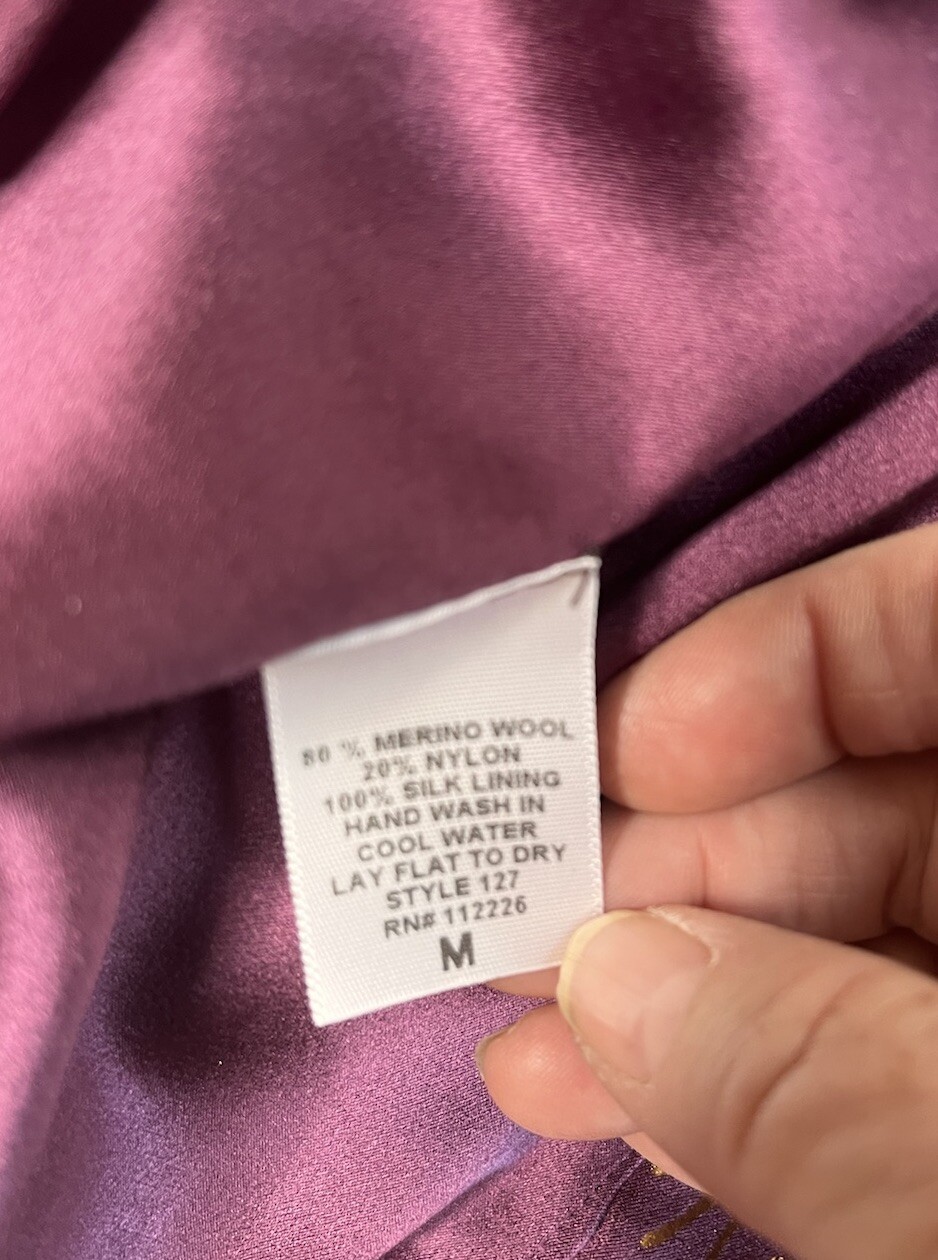 80 % MERINO WOOL
20% NYLON
100% SILK LINING
HAND WASH IN
COOL WATER
LAY FLAT TO DRY
STYLE 127
RN# 112226
M